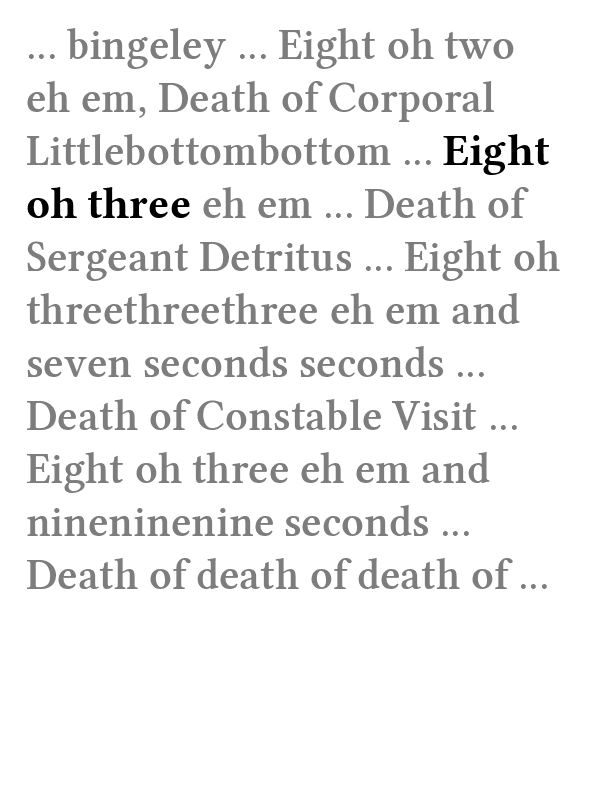 ... bingeley ... Eight oh two
eh em, Death of Corporal
Littlebottombottom ... Eight
oh three eh em ... Death of
Sergeant Detritus ... Eight oh
threethreethree eh em and
seven seconds seconds ...
Death of Constable Visit ...
Eight oh three eh em and
nineninenine seconds ...
Death of death of death of ...